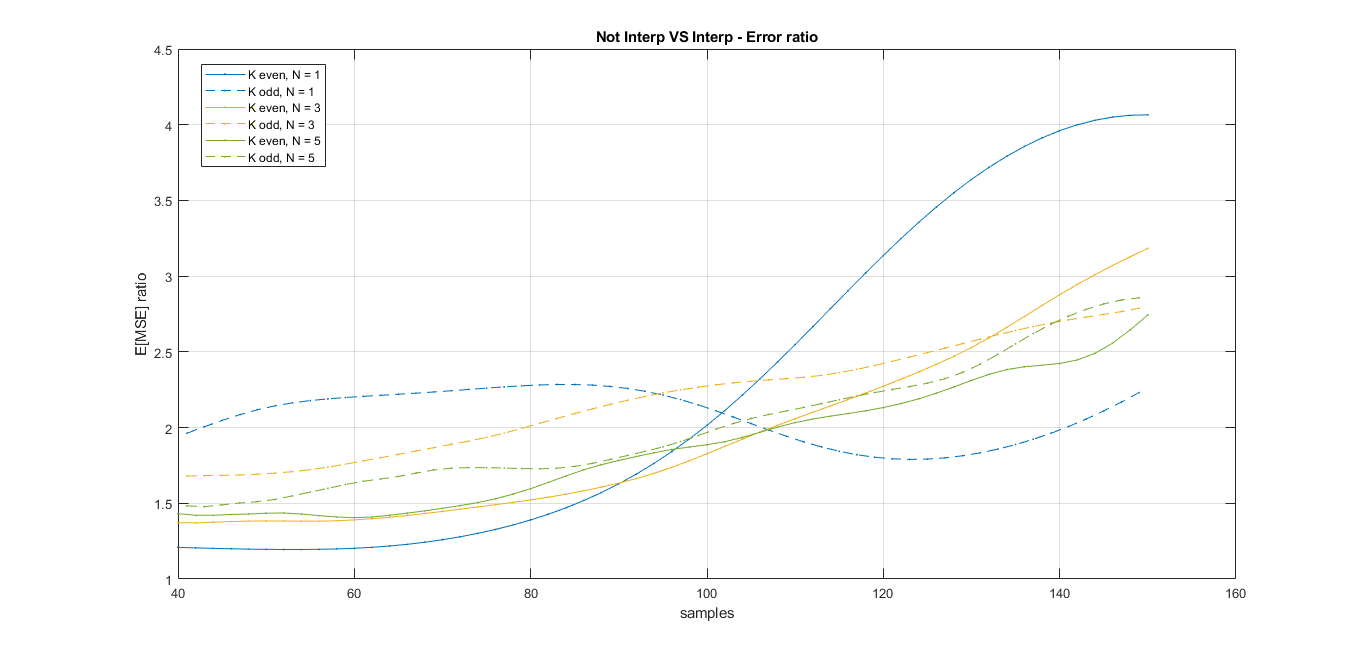 Not Interp VS Interp - Error ratio
4.5
4
3.5
3
2.5
2
1.5
1
E[MSE] ratio
K even, N = 1
K odd, N = 1
K even, N = 3
K odd, N = 3
K even, N = 5
K odd, N = 5
40 60 80 100 120 140 160
samples